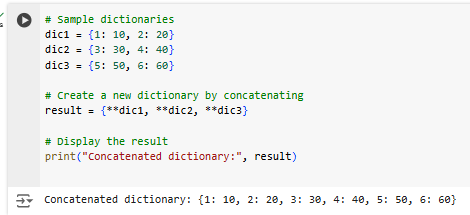 # Sample dictionaries
dic1 = {1: 10, 2: 20}
dic2 = {3: 30, 4: 40}
dic3 = {5: 50, 6: 60}
# Create a new dictionary by concatenating
result = {**dic1, **dic2, **dic3}
# Display the result
print("Concatenated dictionary:", result)
Concatenated dictionary: {1: 10, 2: 20, 3: 30, 4: 40, 5: 50, 6: 60}